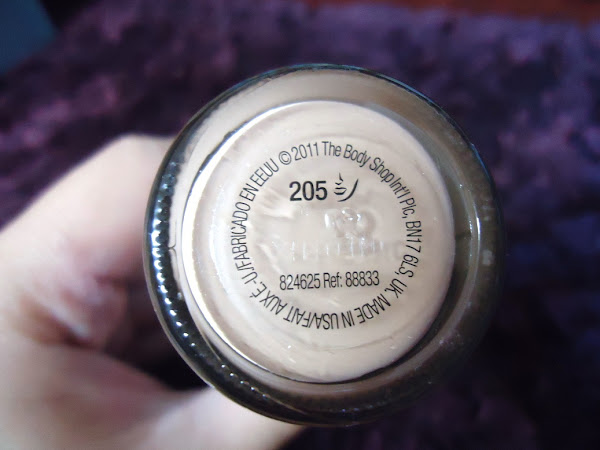 © 2011 The Body Shop Int'l Plc, BN17 6LS, UK. MADE IN USA/FAIT AUX É.-U./FABRICADO EN EEUU
205
824625 Ref: 88833